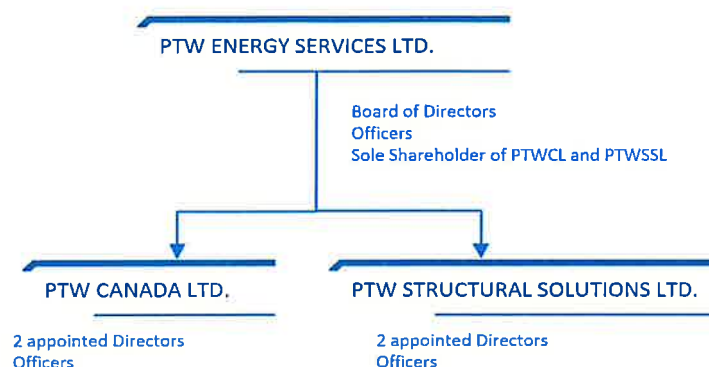 PTW ENERGY SERVICES LTD.
Board of Directors
Officers
Sole Shareholder of PTWCL and PTWSSL
PTW CANADA LTD.
2 appointed Directors
Officers
PTW STRUCTURAL SOLUTIONS LTD.
2 appointed Directors
Officers